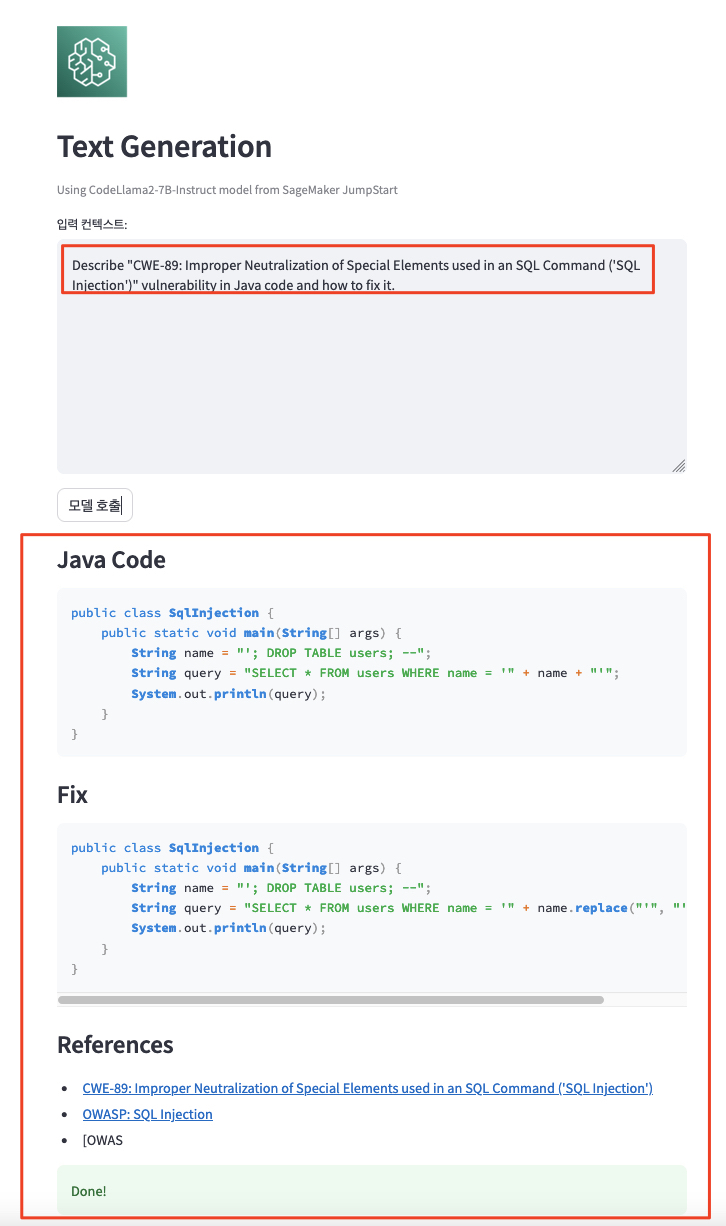 Text Generation
Using CodeLlama2-7B-Instruct model from SageMaker JumpStart
입력 컨텍스트:
Describe "CWE-89: Improper Neutralization of Special Elements used in an SQL Command ('SQL
Injection')" vulnerability in Java code and how to fix it.
모델 호출
Java Code
public class SqlInjection {
    public static void main(String[] args) {
        String name = "'; DROP TABLE users; --";
        String query = "SELECT * FROM users WHERE name = '" + name + "'";
        System.out.println(query);
    }
}
Fix
public class SqlInjection {
    public static void main(String[] args) {
        String name = "'; DROP TABLE users; --";
        String query = "SELECT * FROM users WHERE name = '" + name.replace("'", "'
        System.out.println(query);
    }
}
References
• CWE-89: Improper Neutralization of Special Elements used in an SQL Command ('SQL Injection')
• OWASP: SQL Injection
• [OWAS
Done!